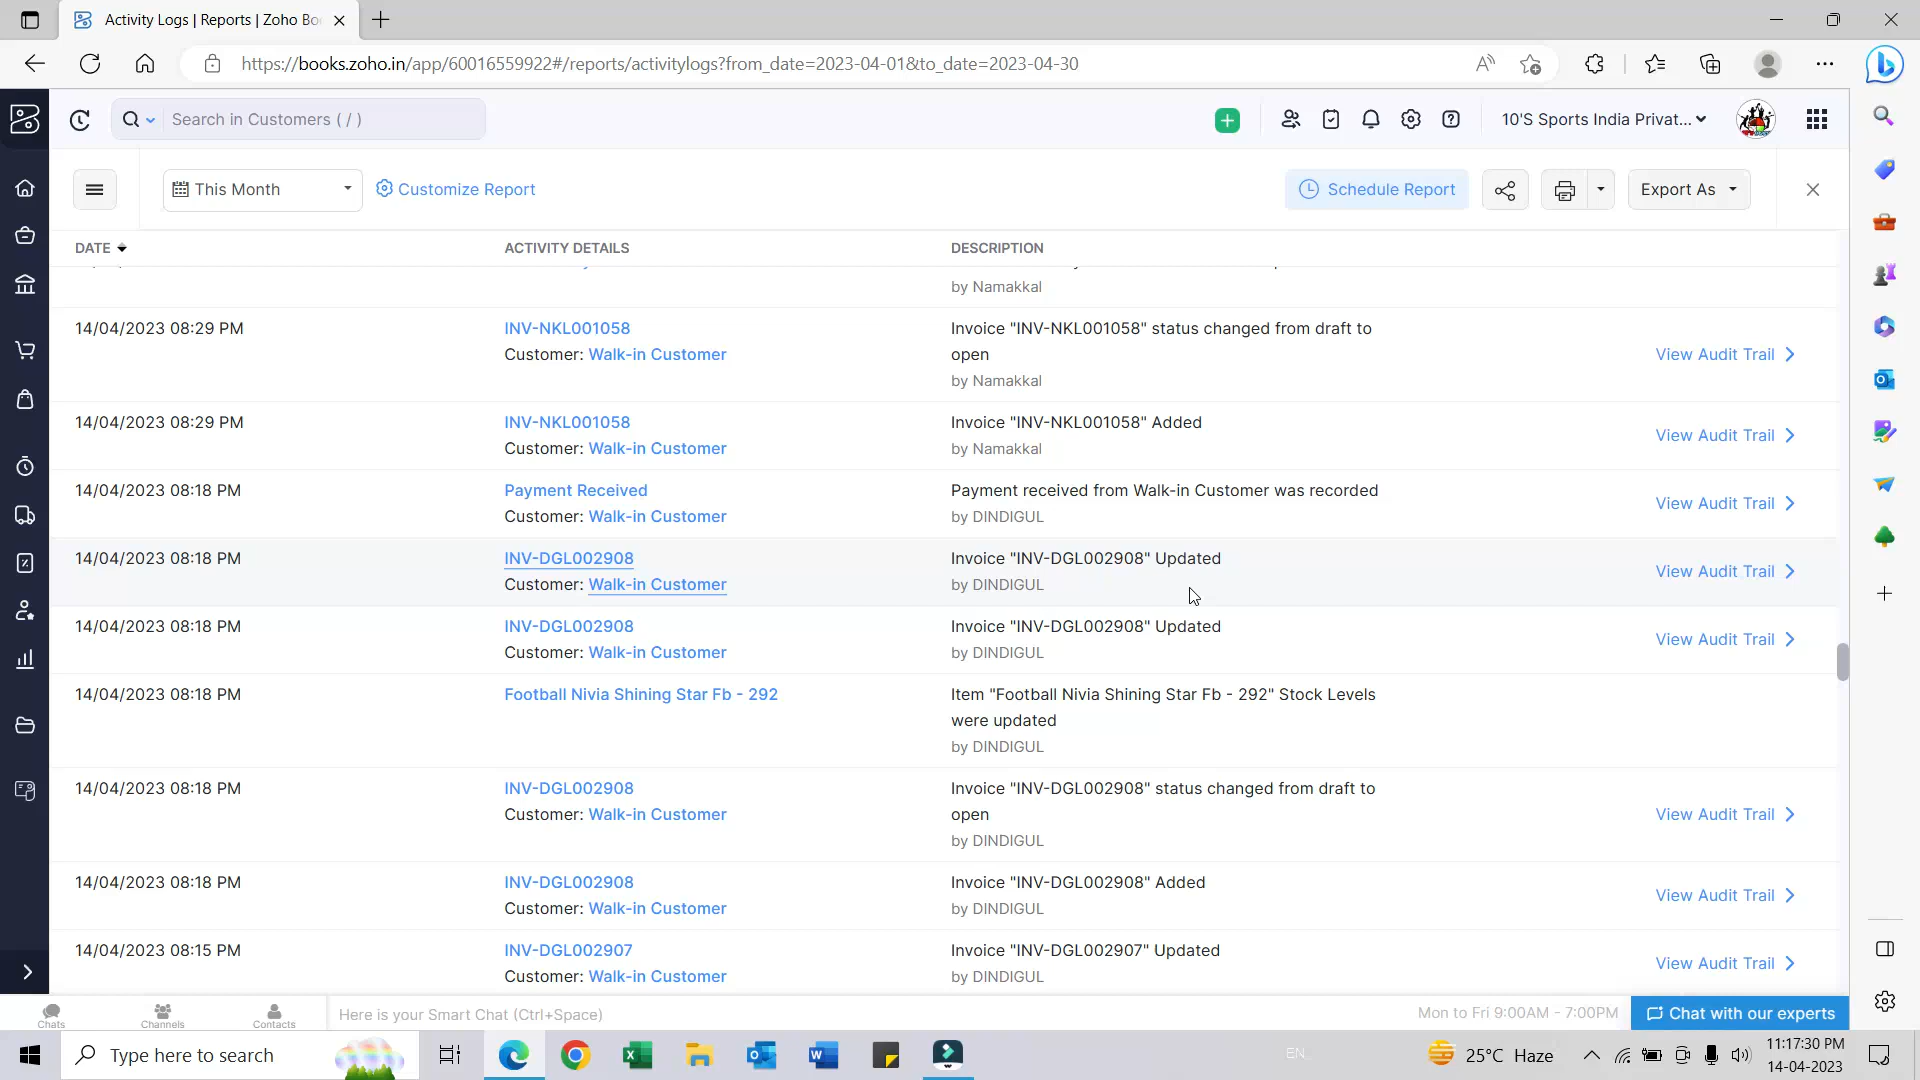 Activity Logs | Reports | Zoho Bo
https://books.zoho.in/app/60016559922#/reports/activitylogs?from_date=2023-04-01&to_date=2023-04-30
Search in Customers ( / )
10'S Sports India Privat...
This Month
Customize Report
Schedule Report
Export As
DATE
ACTIVITY DETAILS
DESCRIPTION
by Namakkal
14/04/2023 08:29 PM
INV-NKL001058
Customer: Walk-in Customer
Invoice "INV-NKL001058" status changed from draft to
open
by Namakkal
View Audit Trail
14/04/2023 08:29 PM
INV-NKL001058
Customer: Walk-in Customer
Invoice "INV-NKL001058" Added
by Namakkal
View Audit Trail
14/04/2023 08:18 PM
Payment Received
Customer: Walk-in Customer
Payment received from Walk-in Customer was recorded
by DINDIGUL
View Audit Trail
14/04/2023 08:18 PM
INV-DGL002908
Customer: Walk-in Customer
Invoice "INV-DGL002908" Updated
by DINDIGUL
View Audit Trail
14/04/2023 08:18 PM
INV-DGL002908
Customer: Walk-in Customer
Invoice "INV-DGL002908" Updated
by DINDIGUL
View Audit Trail
14/04/2023 08:18 PM
Football Nivia Shining Star Fb - 292
Item "Football Nivia Shining Star Fb - 292" Stock Levels
were updated
by DINDIGUL
14/04/2023 08:18 PM
INV-DGL002908
Customer: Walk-in Customer
Invoice "INV-DGL002908" status changed from draft to
open
by DINDIGUL
View Audit Trail
14/04/2023 08:18 PM
INV-DGL002908
Customer: Walk-in Customer
Invoice "INV-DGL002908" Added
by DINDIGUL
View Audit Trail
14/04/2023 08:15 PM
INV-DGL002907
Customer: Walk-in Customer
Invoice "INV-DGL002907" Updated
by DINDIGUL
View Audit Trail
Chats
Channels
Contacts
Here is your Smart Chat (Ctrl+Space)
Mon to Fri 9:00AM - 7:00PM
Chat with our experts
Type here to search
EN
25°C Haze
11:17:30 PM
14-04-2023